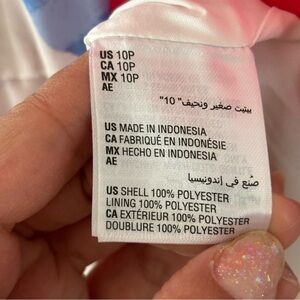 US 10P
CA 10P
MX 10P
AE
بيتيت صغير ونحيف" 10"
US MADE IN INDONESIA
CA FABRIQUÉ EN INDONÉSIE
MX HECHO EN INDONESIA
AE
صُنع في إندونيسيا
US SHELL 100% POLYESTER
LINING 100% POLYESTER
CA EXTÉRIEUR 100% POLYESTER
DOUBLURE 100% POLYESTER